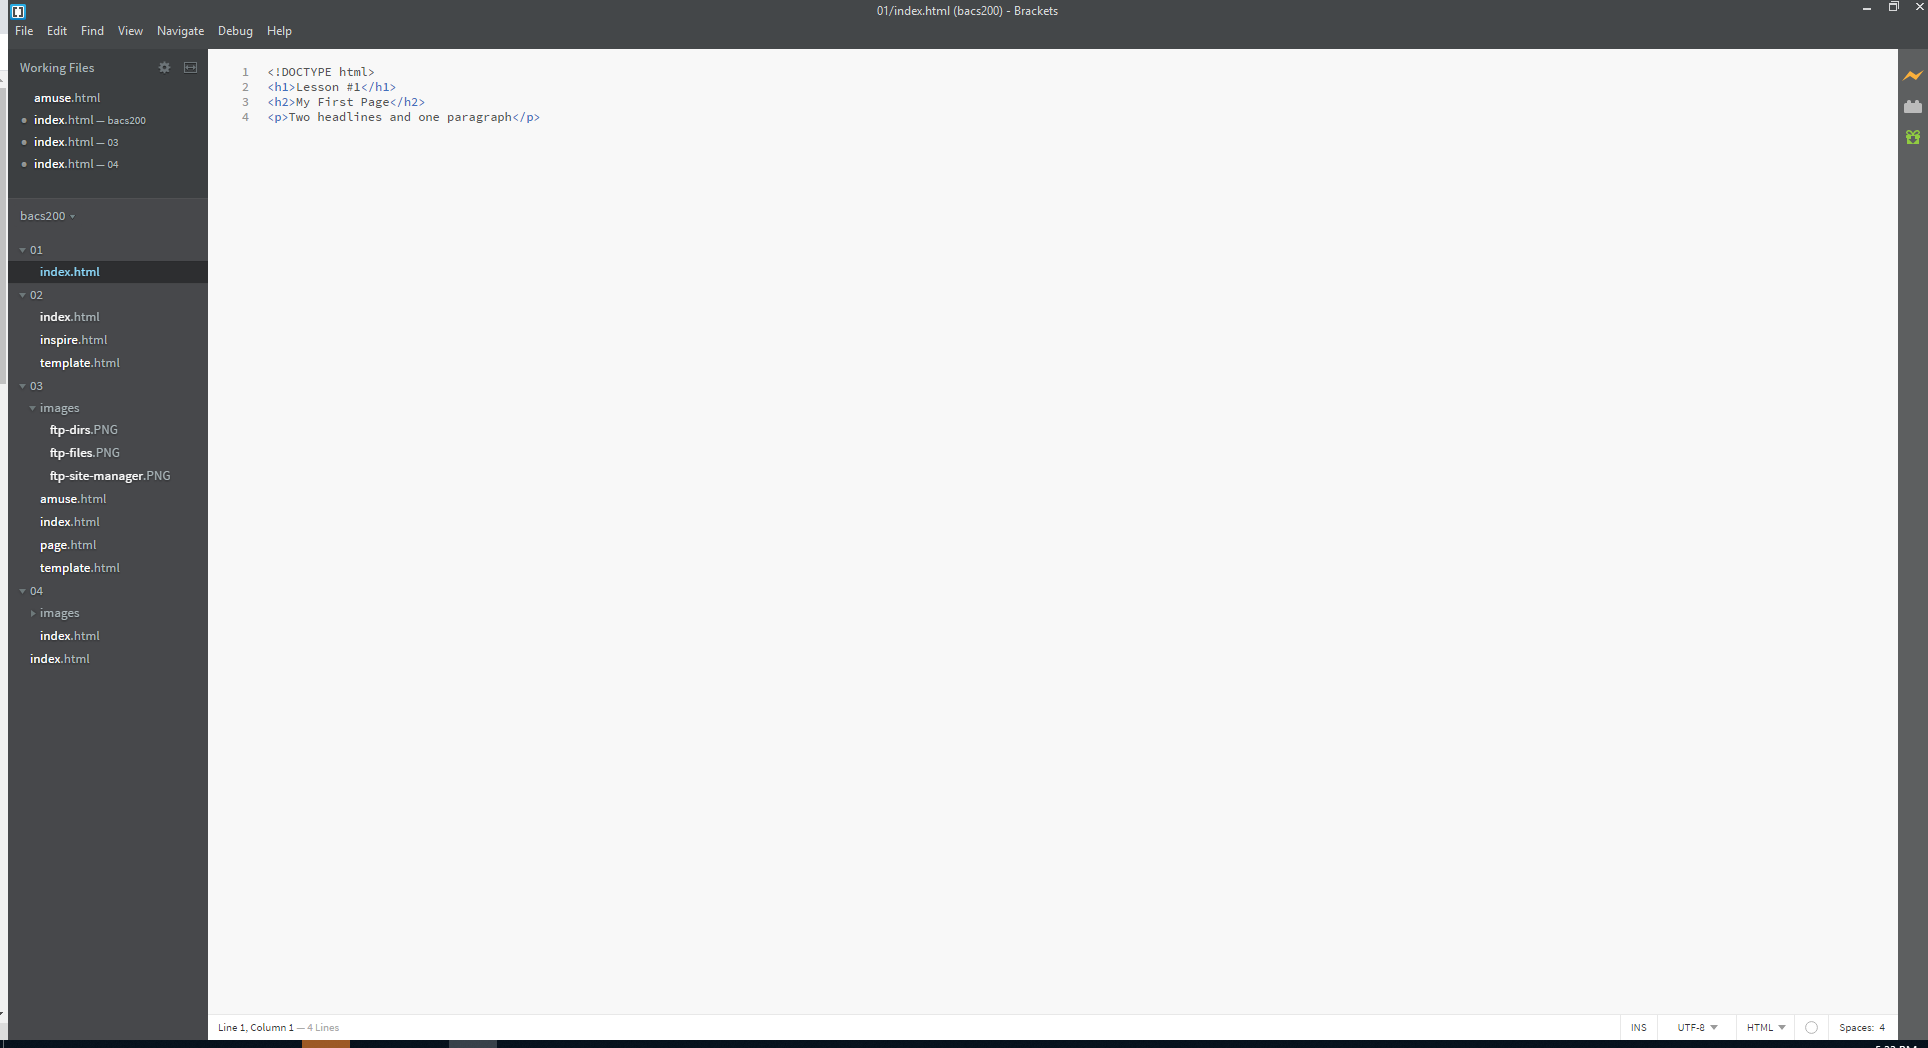 01/index.html (bacs200) - Brackets
File Edit Find View Navigate Debug Help
Working Files
amuse.html
index.html — bacs200
index.html — 03
index.html — 04
bacs200
01
index.html
02
index.html
inspire.html
template.html
03
images
ftp-dirs.PNG
ftp-files.PNG
ftp-site-manager.PNG
amuse.html
index.html
page.html
template.html
04
images
index.html
index.html
1 <!DOCTYPE html>
2 <h1>Lesson #1</h1>
3 <h2>My First Page</h2>
4 <p>Two headlines and one paragraph</p>
Line 1, Column 1 — 4 Lines
INS UTF-8 HTML Spaces: 4